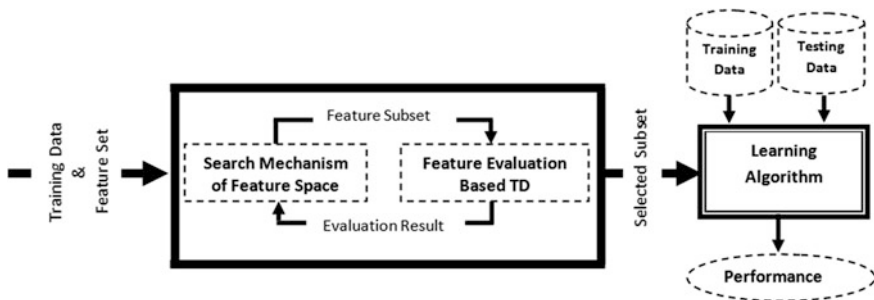 Training Data
&
Feature Set
Feature Subset
Search Mechanism
of Feature Space
Feature Evaluation
Based TD
Evaluation Result
Selected Subset
Training
Data
Testing
Data
Learning
Algorithm
Performance